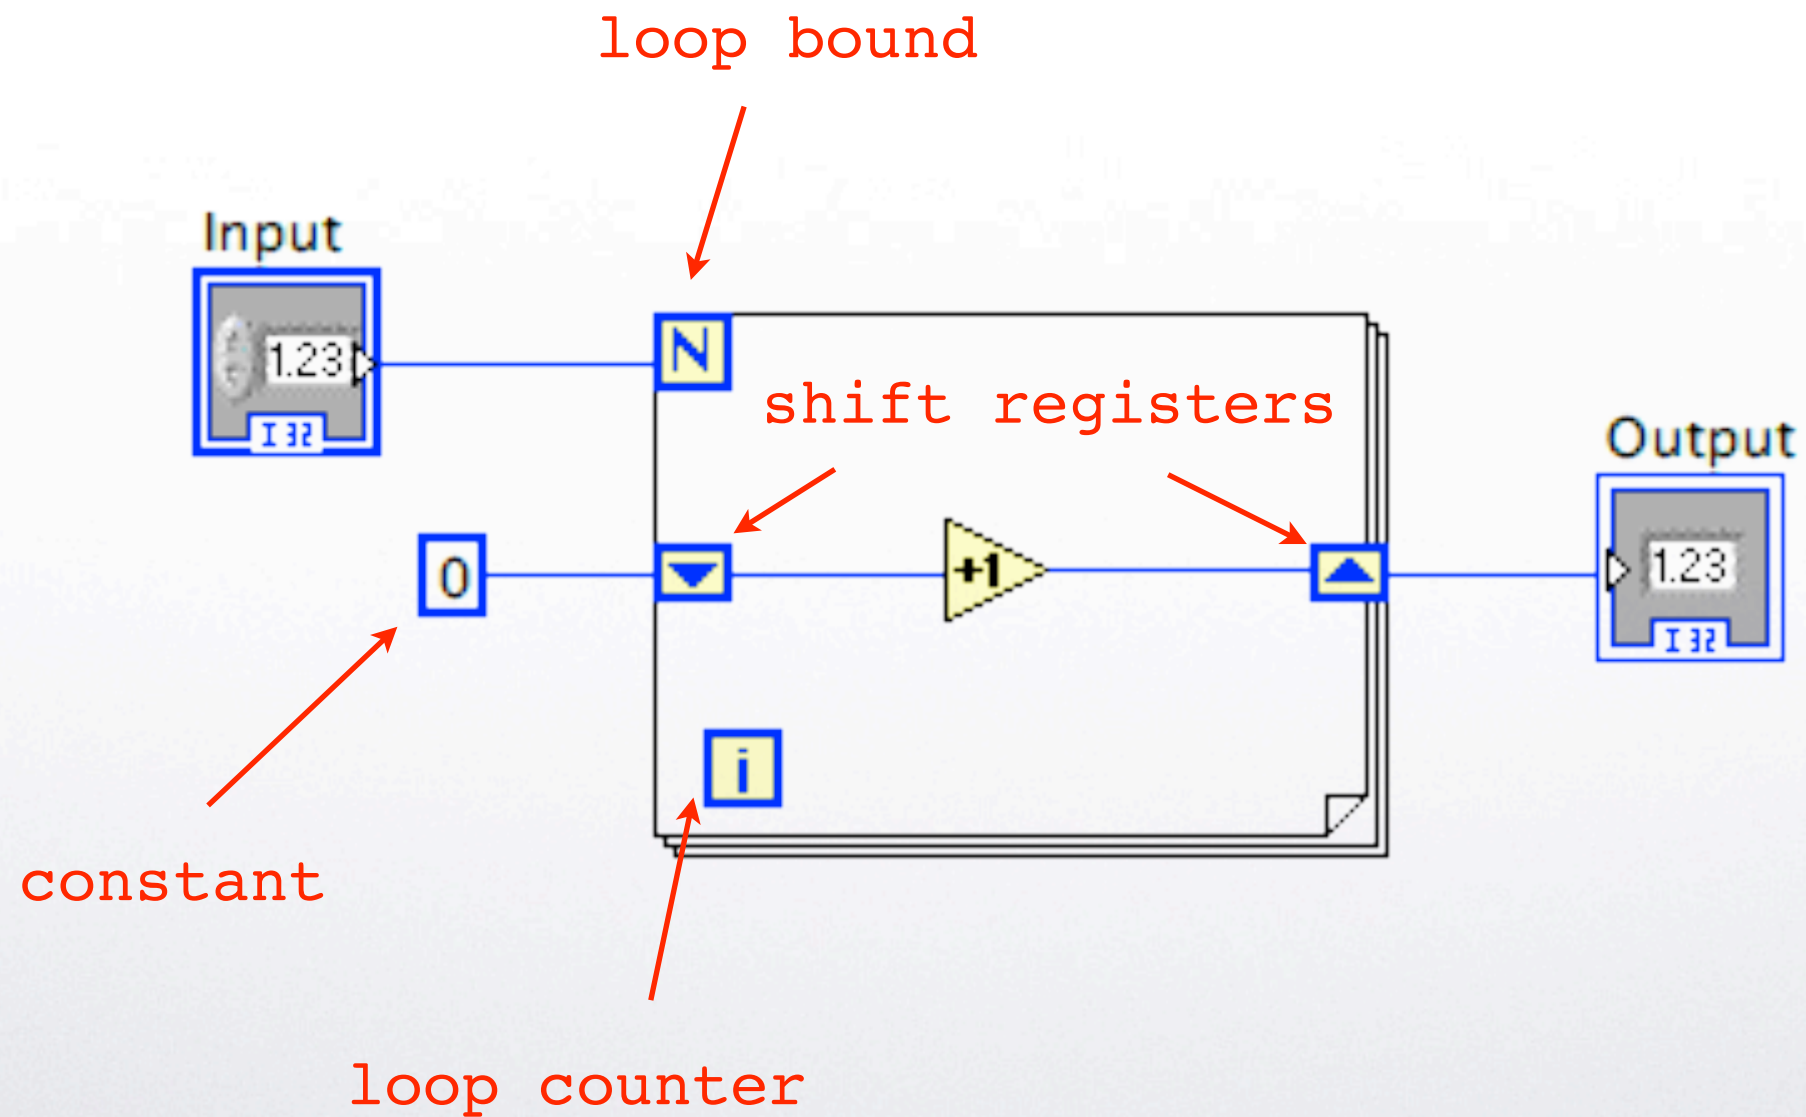 loop bound
Input
1.23
I32
N
shift registers
Output
0
+1
1.23
I32
i
constant
loop counter